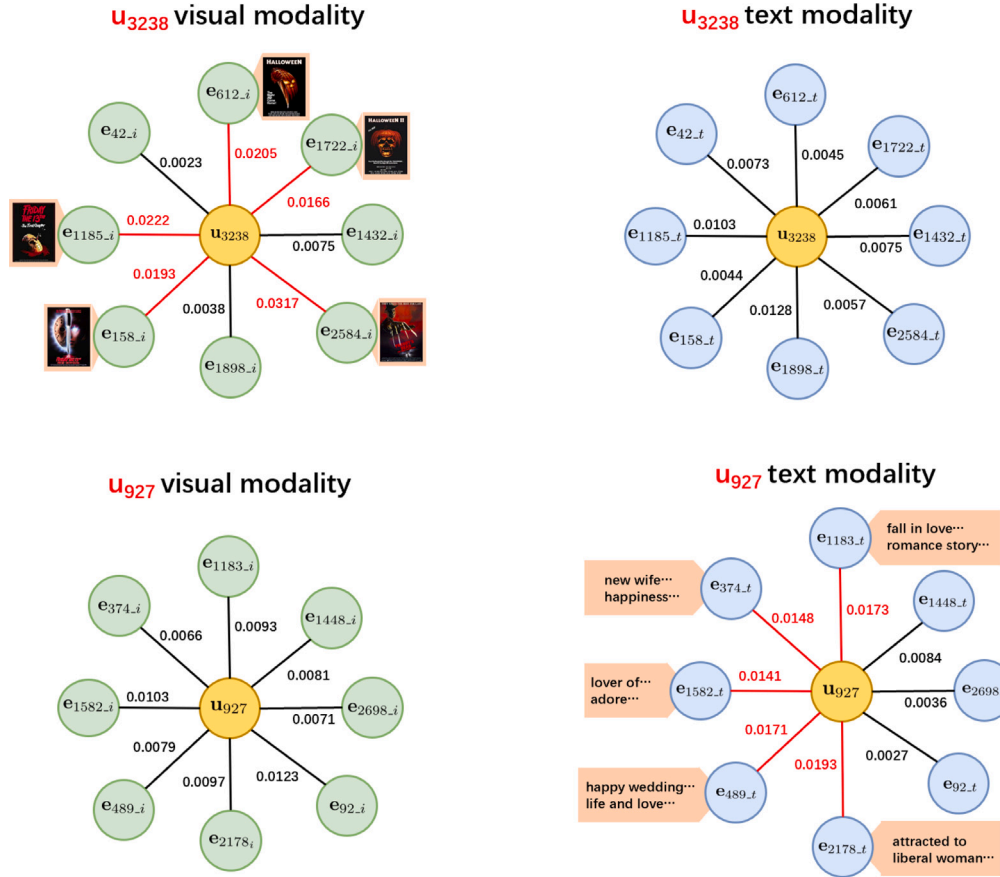 u3238 visual modality
HALLOWEEN
e612_i
HALLOWEEN II
e42_i
e1722_i
0.0023
0.0205
0.0166
FRIDAY
THE 13TH
e1185_i
0.0222
u3238
0.0075
e1432_i
0.0193
0.0038
0.0317
e158_i
e2584_i
e1898_i
u3238 text modality
e612_t
e42_t
e1722_t
0.0073
0.0045
0.0061
e1185_t
0.0103
u3238
0.0075
e1432_t
0.0044
0.0128
0.0057
e158_t
e2584_t
e1898_t
u927 visual modality
e1183_i
e374_i
e1448_i
0.0066
0.0093
0.0081
e1582_i
0.0103
u927
0.0071
e2698_i
0.0079
0.0097
0.0123
e489_i
e92_i
e2178i
u927 text modality
e1183_t
fall in love…
romance story…
new wife…
happiness…
e374_t
e1448_t
0.0148
0.0173
0.0084
lover of…
adore…
e1582_t
0.0141
u927
0.0036
e2698
0.0171
0.0193
0.0027
happy wedding…
life and love…
e489_t
e92_t
e2178_t
attracted to
liberal woman…